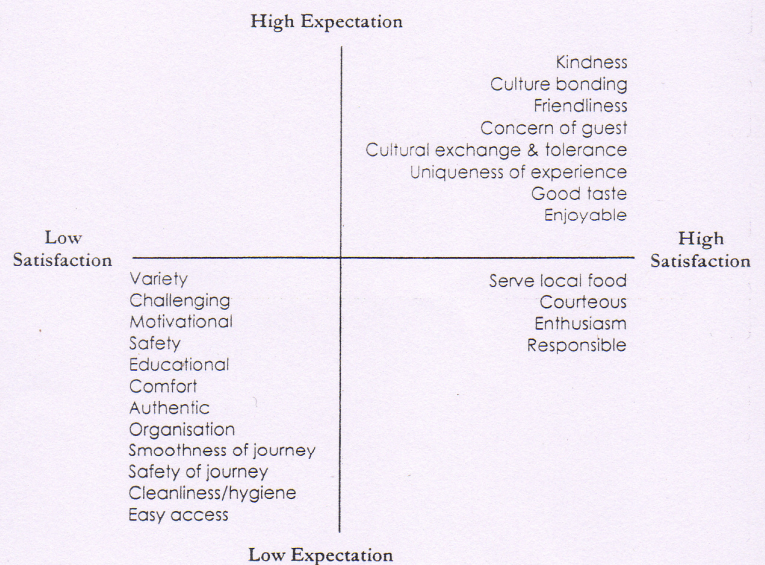 High Expectation
Kindness
Culture bonding
Friendliness
Concern of guest
Cultural exchange & tolerance
Uniqueness of experience
Good taste
Enjoyable
Low
Satisfaction
High
Satisfaction
Variety
Challenging
Motivational
Safety
Educational
Comfort
Authentic
Organisation
Smoothness of journey
Safety of journey
Cleanliness/hygiene
Easy access
Serve local food
Courteous
Enthusiasm
Responsible
Low Expectation